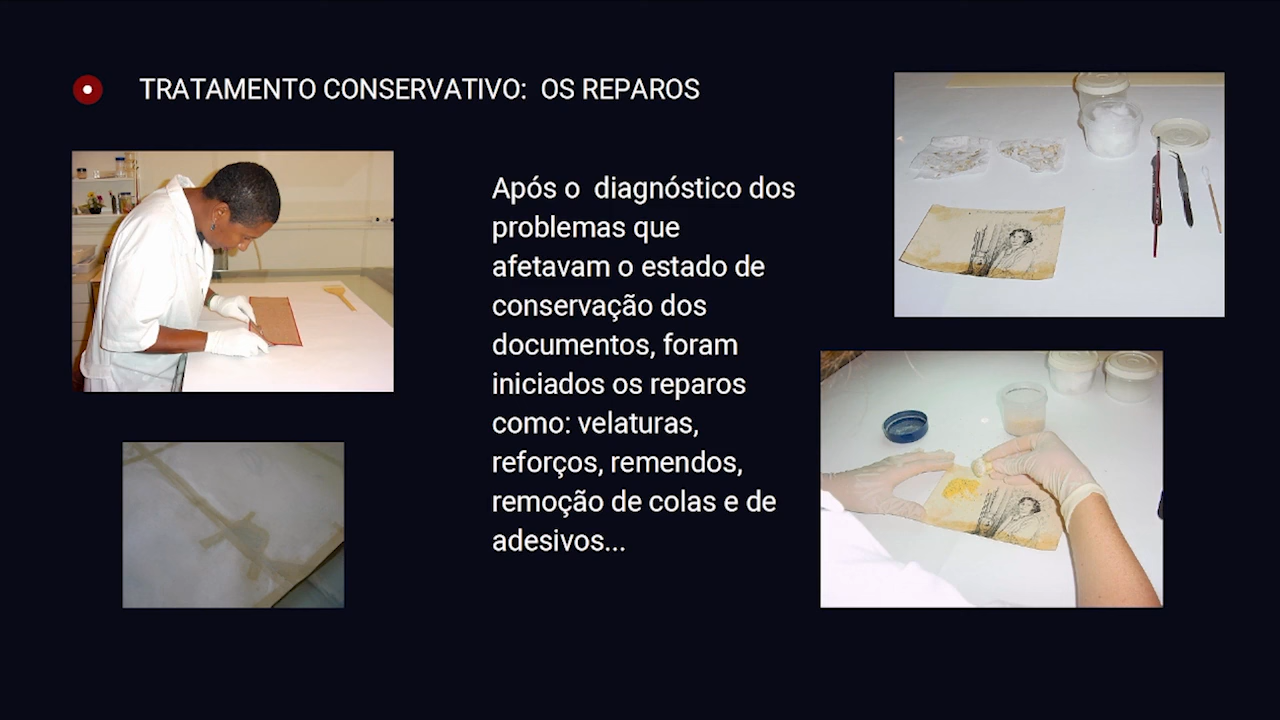 TRATAMENTO CONSERVATIVO:  OS REPAROS
Após o  diagnóstico dos
problemas que
afetavam o estado de
conservação dos
documentos, foram
iniciados os reparos
como: velaturas,
reforços, remendos,
remoção de colas e de
adesivos...